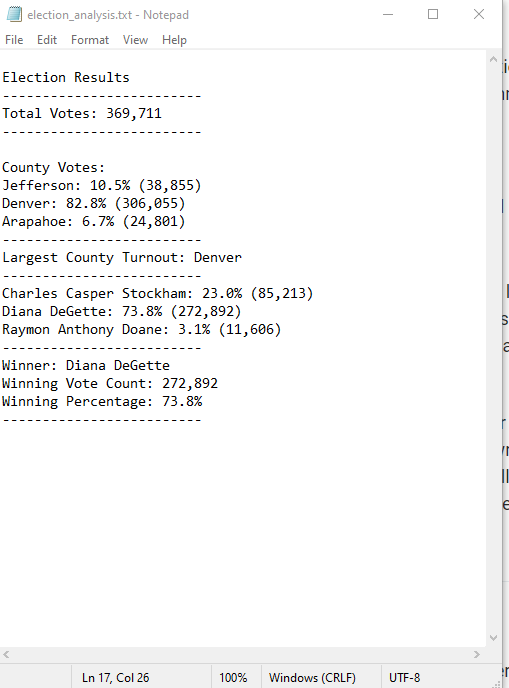 election_analysis.txt - Notepad
File Edit Format View Help
Election Results
-------------------------
Total Votes: 369,711
-------------------------
County Votes:
Jefferson: 10.5% (38,855)
Denver: 82.8% (306,055)
Arapahoe: 6.7% (24,801)
-------------------------
Largest County Turnout: Denver
-------------------------
Charles Casper Stockham: 23.0% (85,213)
Diana DeGette: 73.8% (272,892)
Raymon Anthony Doane: 3.1% (11,606)
-------------------------
Winner: Diana DeGette
Winning Vote Count: 272,892
Winning Percentage: 73.8%
-------------------------
Ln 17, Col 26 100% Windows (CRLF) UTF-8